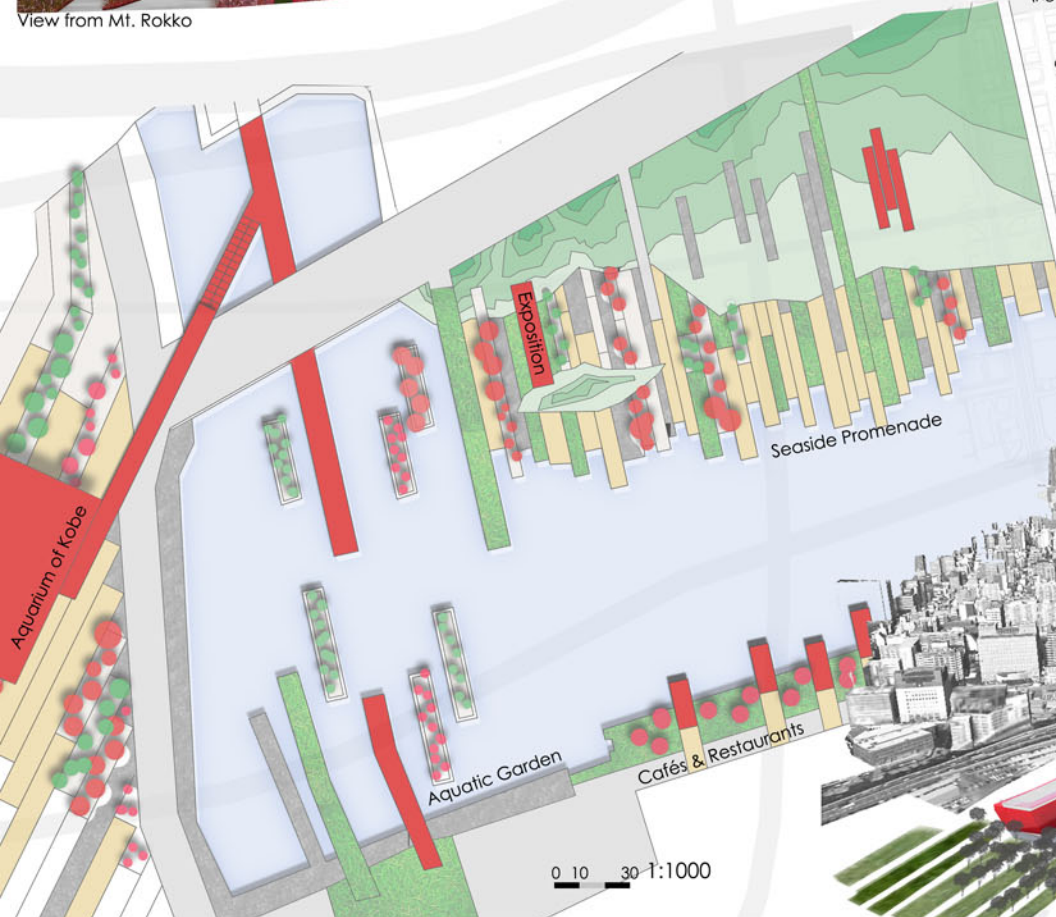 View from Mt. Rokko
Exposition
Seaside Promenade
Aquarium of Kobe
Cafés & Restaurants
Aquatic Garden
0 10 30 1:1000